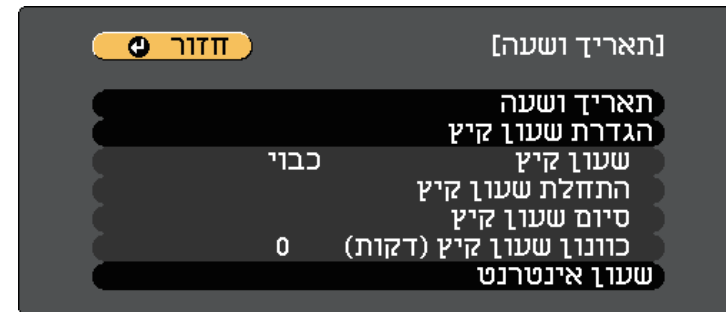 [תאריך ושעה] חזור
תאריך ושעה
הגדרת שעון קיץ
שעון קיץ כבוי
התחלת שעון קיץ
סיום שעון קיץ
כוונון שעון קיץ (דקות) 0
שעון אינטרנט